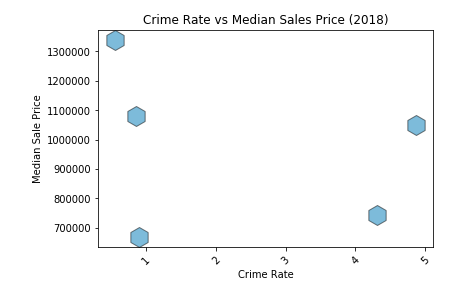 Crime Rate vs Median Sales Price (2018)
1300000
1200000
1100000
1000000
900000
800000
700000
Median Sale Price
1 2 3 4 5
Crime Rate